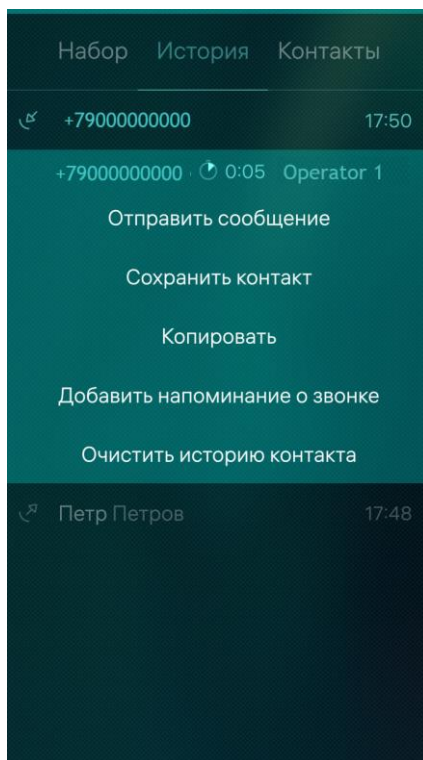 Набор История Контакты
+79000000000 17:50
+79000000000 · 0:05 Operator 1
Отправить сообщение
Сохранить контакт
Копировать
Добавить напоминание о звонке
Очистить историю контакта
Петр Петров 17:48